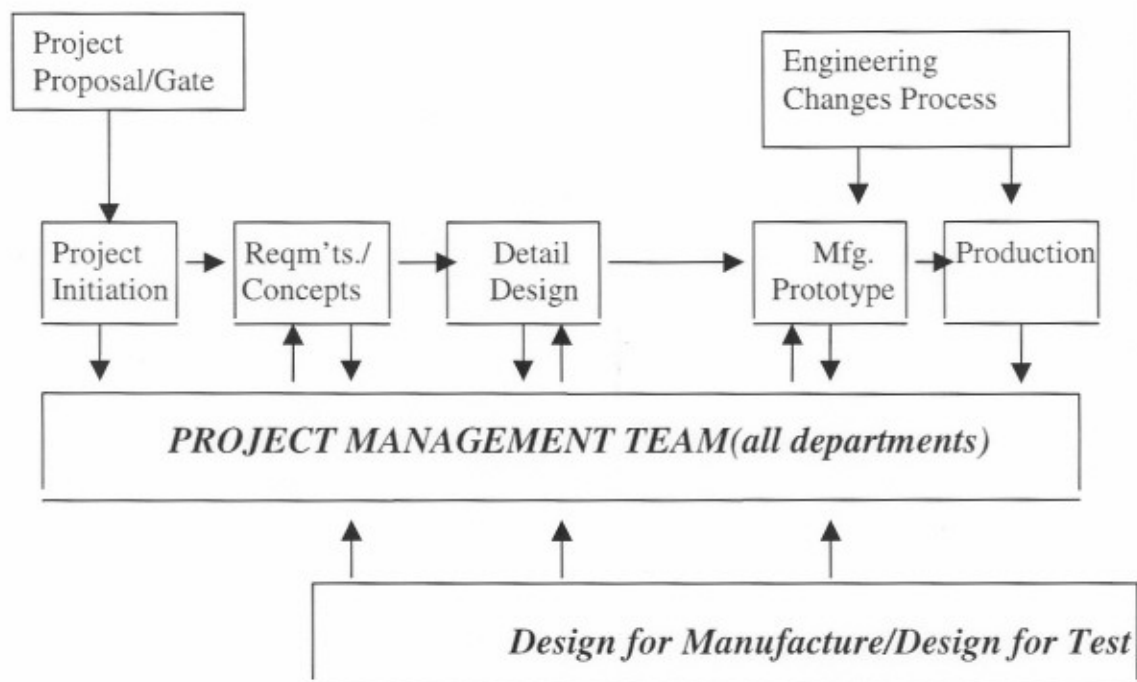 Project
Proposal/Gate
Engineering
Changes Process
Project
Initiation
Reqm'ts./
Concepts
Detail
Design
Mfg.
Prototype
Production
PROJECT MANAGEMENT TEAM(all departments)
Design for Manufacture/Design for Test